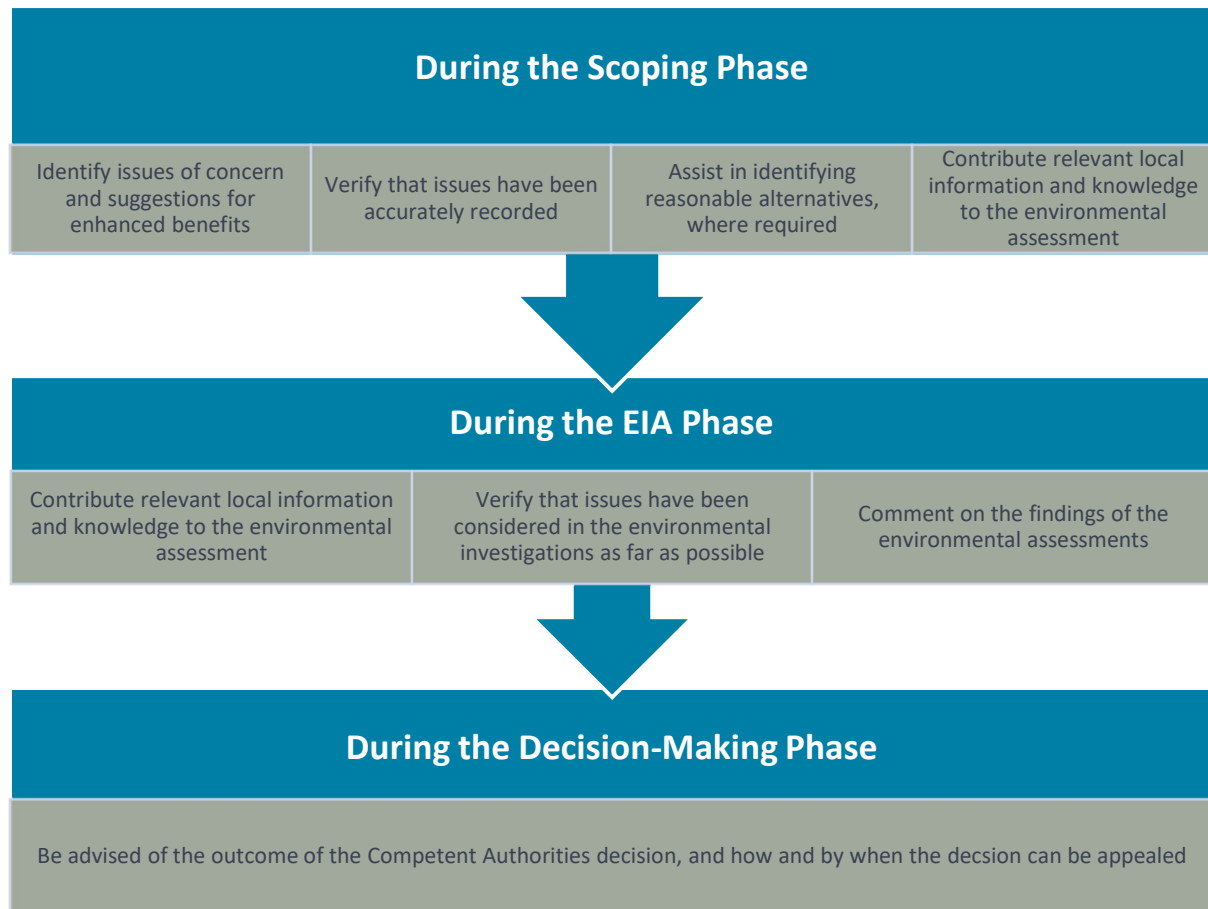 During the Scoping Phase
Identify issues of concern
and suggestions for
enhanced benefits
Verify that issues have been
accurately recorded
Assist in identifying
reasonable alternatives,
where required
Contribute relevant local
information and knowledge
to the environmental
assessment
During the EIA Phase
Contribute relevant local information
and knowledge to the environmental
assessment
Verify that issues have been
considered in the environmental
investigations as far as possible
Comment on the findings of the
environmental assessments
During the Decision-Making Phase
Be advised of the outcome of the Competent Authorities decision, and how and by when the decsion can be appealed